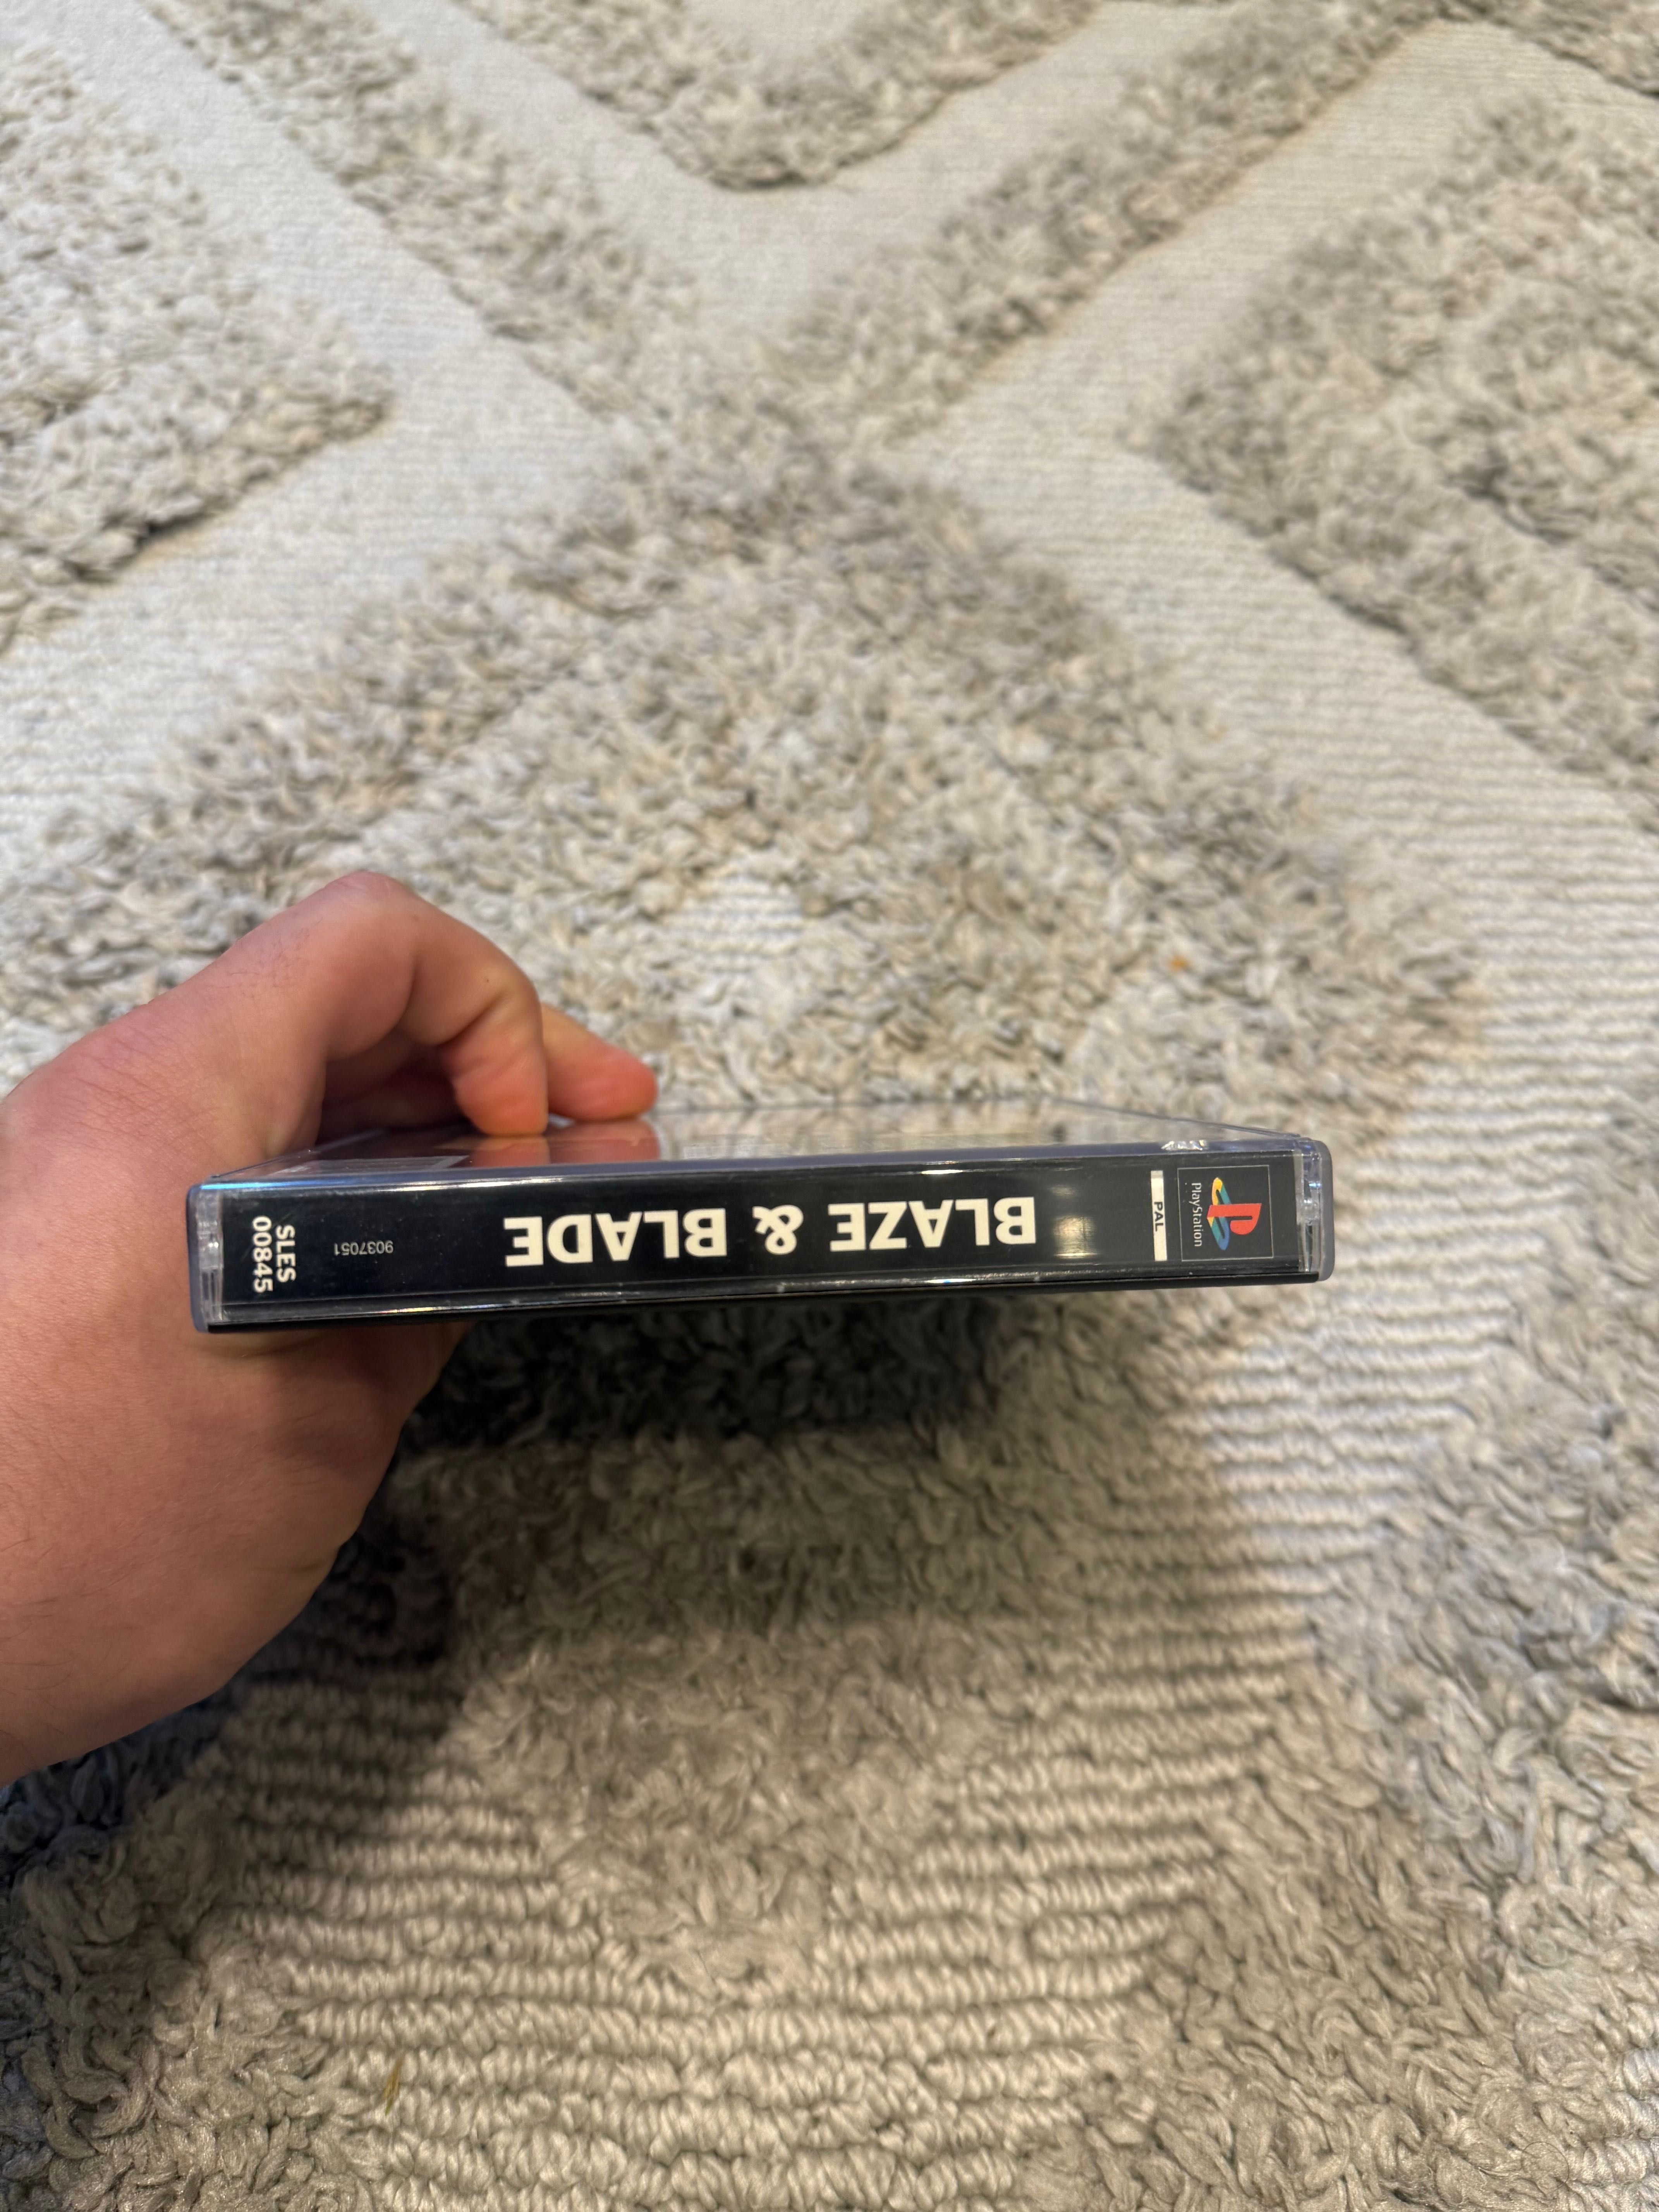 PlayStation
PAL
BLAZE & BLADE
9037051
SLES
00845